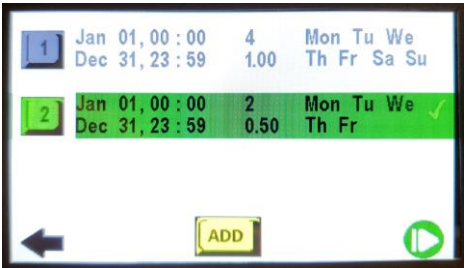 1 Jan 01, 00 : 00 4 Mon Tu We
Dec 31, 23 : 59 1.00 Th Fr Sa Su
2 Jan 01, 00 : 00 2 Mon Tu We
Dec 31, 23 : 59 0.50 Th Fr
ADD